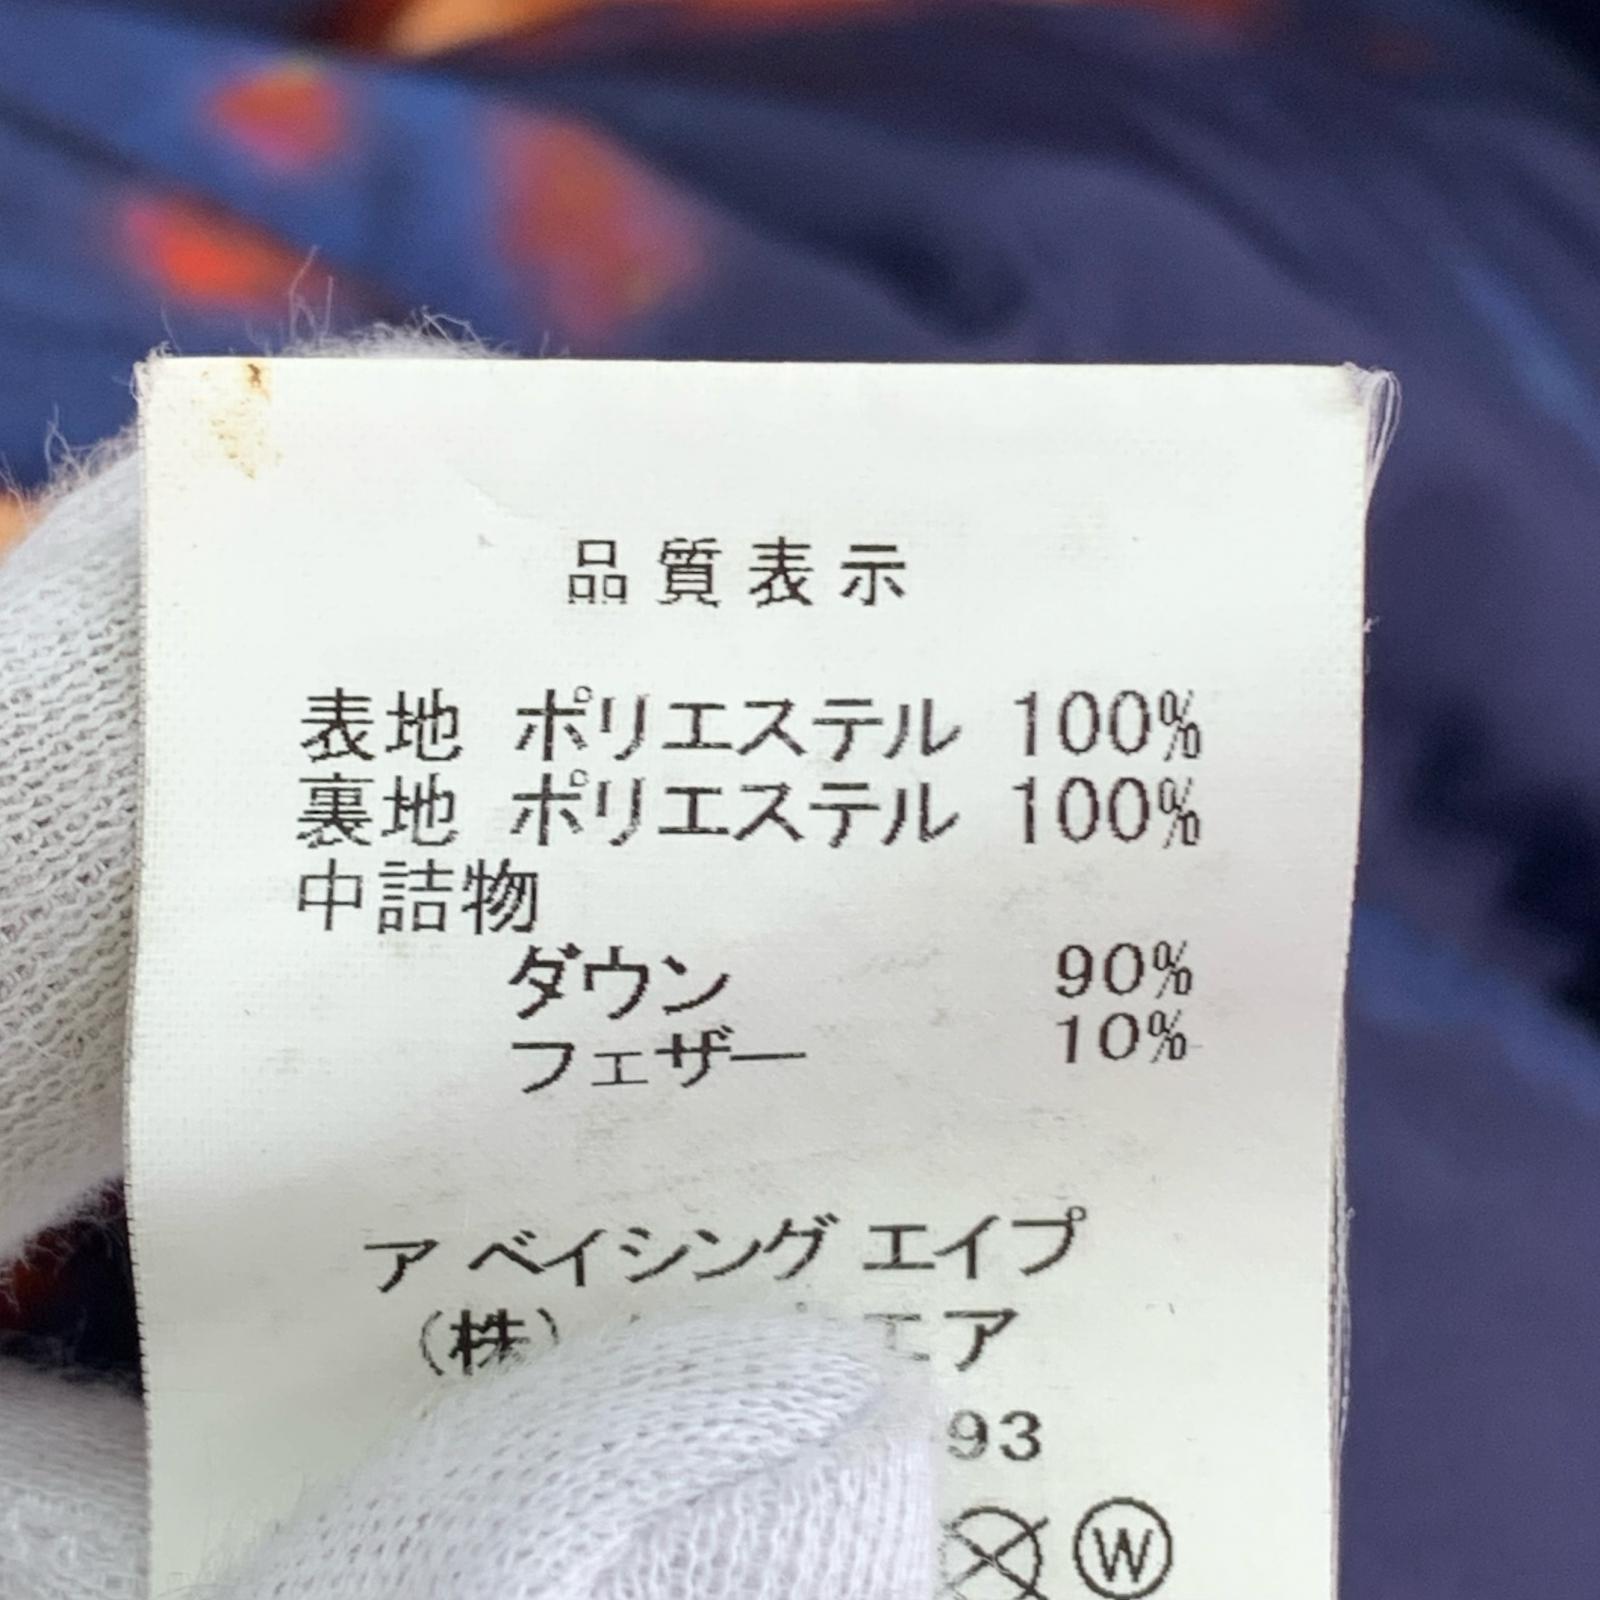 品質表示
表地 ポリエステル 100%
裏地 ポリエステル 100%
中詰物
ダウン 90%
フェザー 10%
ア ベイシング エイプ
(株) エア
93
W